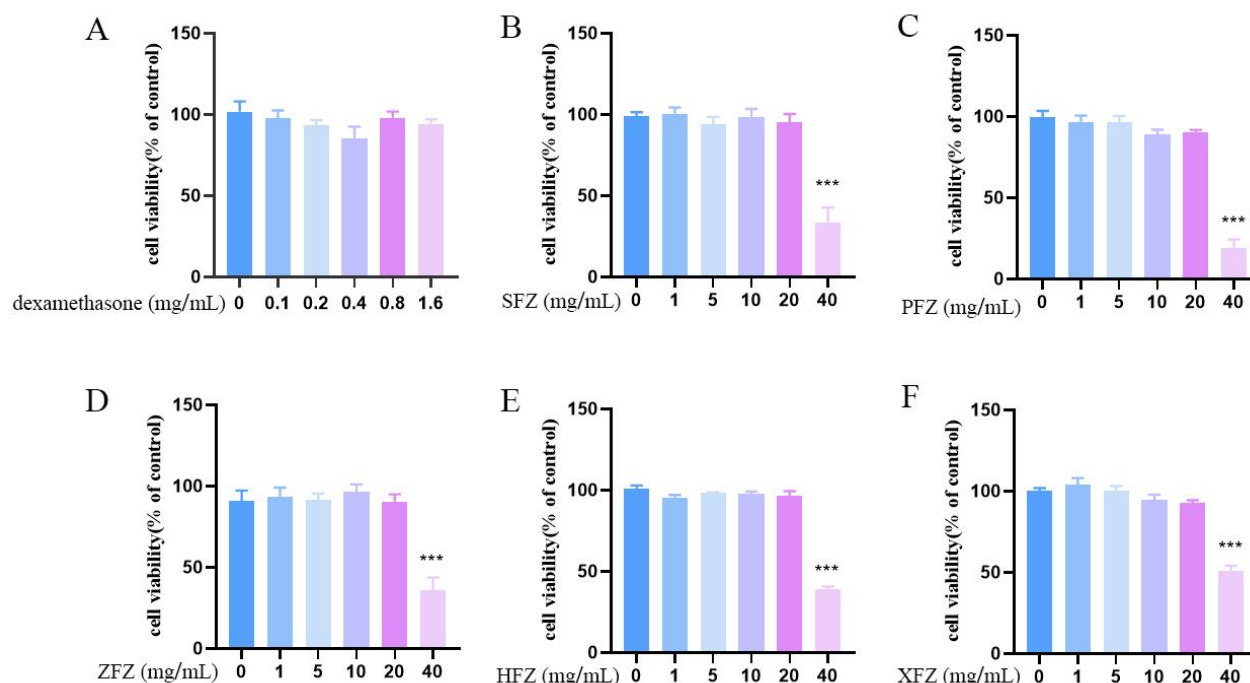 A
cell viability(% of control)
150
100
50
0
dexamethasone (mg/mL) 0 0.1 0.2 0.4 0.8 1.6
B
cell viability(% of control)
150
100
50
0
***
SFZ (mg/mL) 0 1 5 10 20 40
C
cell viability(% of control)
150
100
50
0
***
PFZ (mg/mL) 0 1 5 10 20 40
D
cell viability(% of control)
150
100
50
0
***
ZFZ (mg/mL) 0 1 5 10 20 40
E
cell viability(% of control)
150
100
50
0
***
HFZ (mg/mL) 0 1 5 10 20 40
F
cell viability(% of control)
150
100
50
0
***
XFZ (mg/mL) 0 1 5 10 20 40